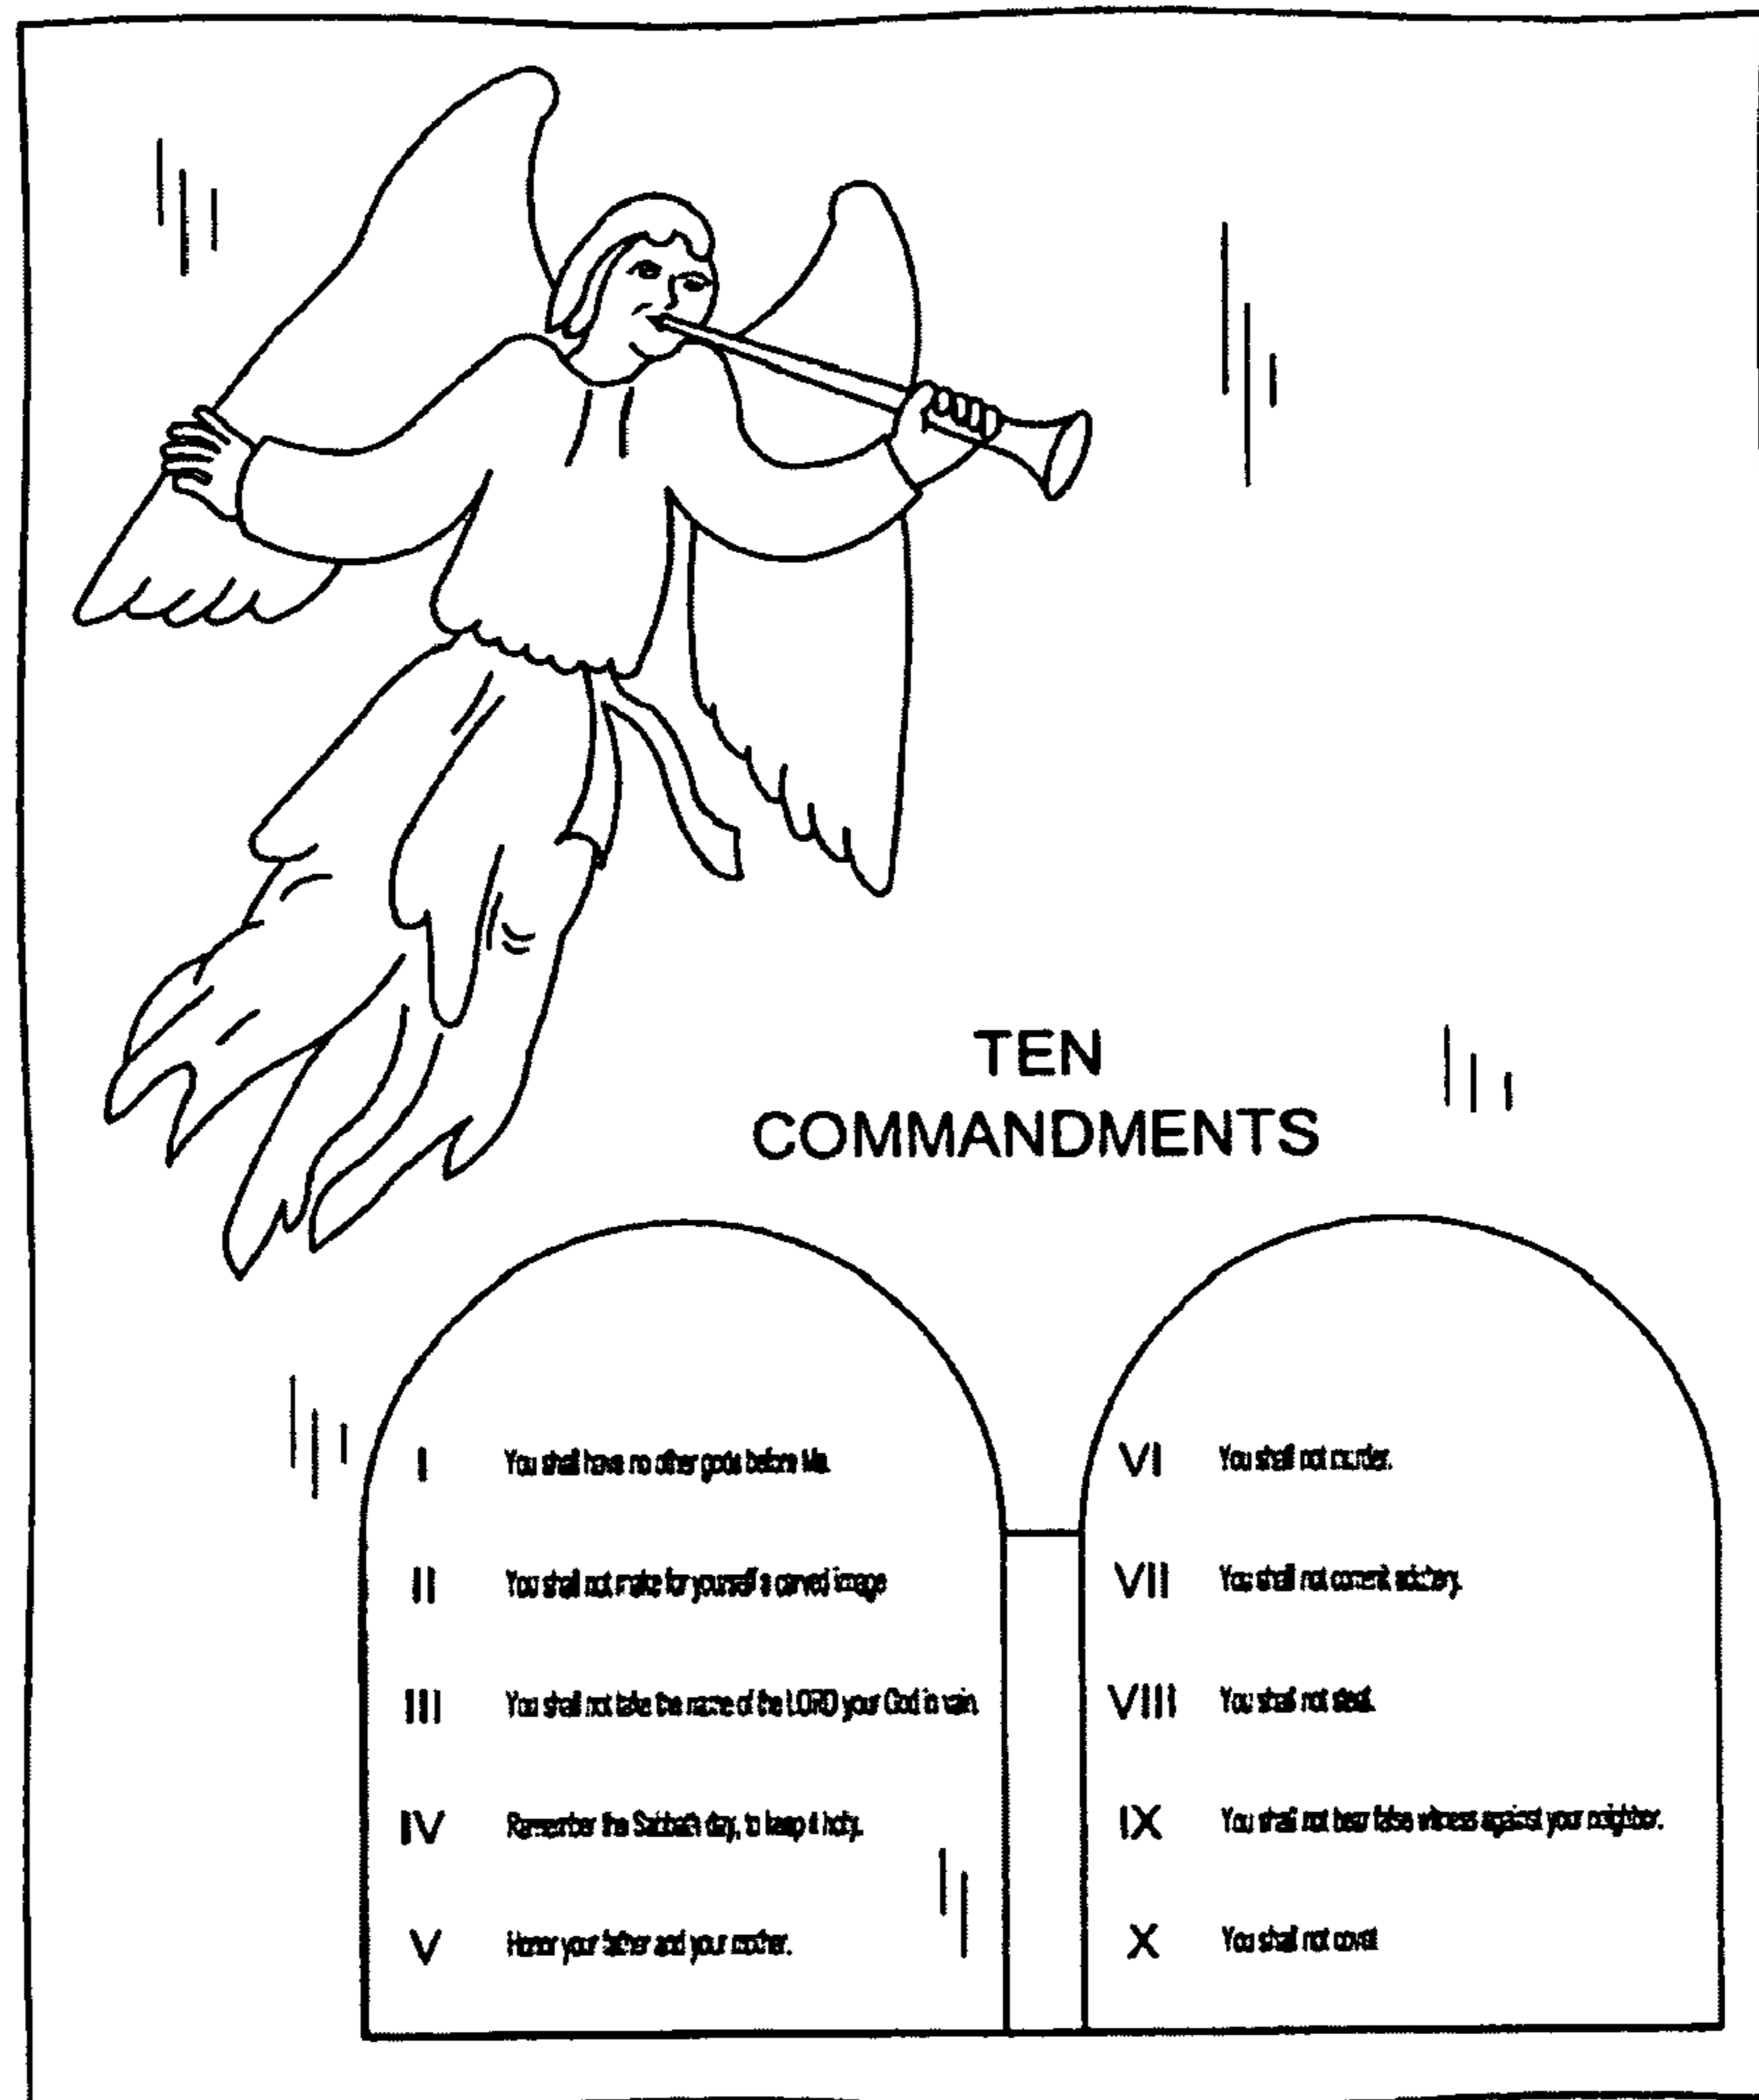 TEN
COMMANDMENTS
I You shall have no other gods before Me.
II You shall not make for yourself a carved image
III You shall not take the name of the LORD your God in vain.
IV Remember the Sabbath day, to keep it holy.
V Honor your father and your mother.
VI You shall not murder.
VII You shall not commit adultery.
VIII You shall not steal.
IX You shall not bear false witness against your neighbor.
X You shall not covet